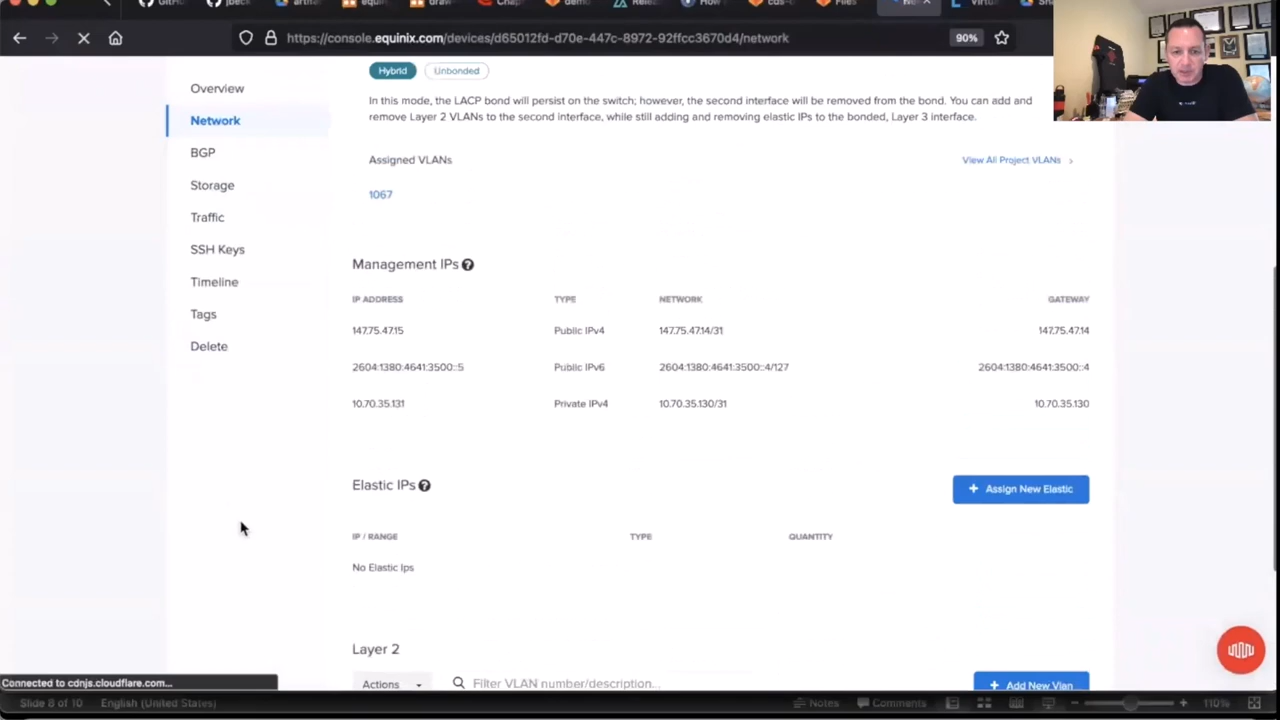 https://console.equinix.com/devices/d65012fd-d70e-447c-8972-92ffcc3670d4/network
90%
Overview
Network
BGP
Storage
Traffic
SSH Keys
Timeline
Tags
Delete
Hybrid
Unbonded
In this mode, the LACP bond will persist on the switch; however, the second interface will be removed from the bond. You can add and
remove Layer 2 VLANs to the second interface, while still adding and removing elastic IPs to the bonded, Layer 3 interface.
Assigned VLANs
View All Project VLANs
1067
Management IPs
IP ADDRESS TYPE NETWORK GATEWAY
147.75.47.15 Public IPv4 147.75.47.14/31 147.75.47.14
2604:1380:4641:3500::5 Public IPv6 2604:1380:4641:3500::4/127 2604:1380:4641:3500::4
10.70.35.131 Private IPv4 10.70.35.130/31 10.70.35.130
Elastic IPs
+ Assign New Elastic
IP / RANGE TYPE QUANTITY
No Elastic Ips
Layer 2
Actions
Filter VLAN number/description...
+ Add New Vlan
Connected to cdnjs.cloudflare.com...
Slide 8 of 10 English (United States) Notes Comments 110%